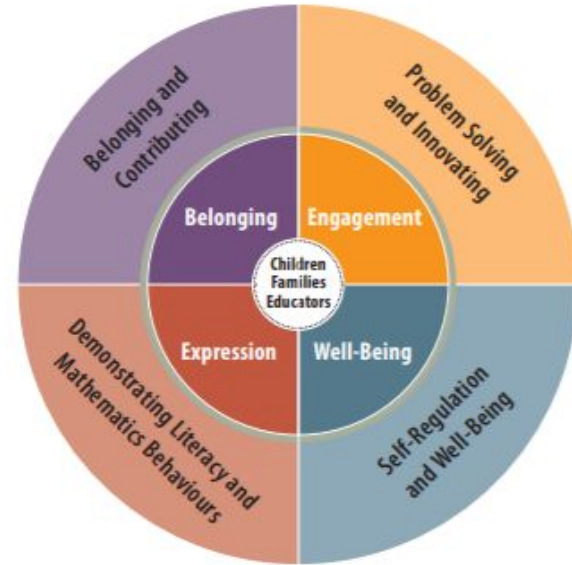 Belonging and
Contributing
Problem Solving
and Innovating
Belonging
Engagement
Children
Families
Educators
Expression
Well-Being
Demonstrating Literacy and
Mathematics Behaviours
Self-Regulation
and Well-Being